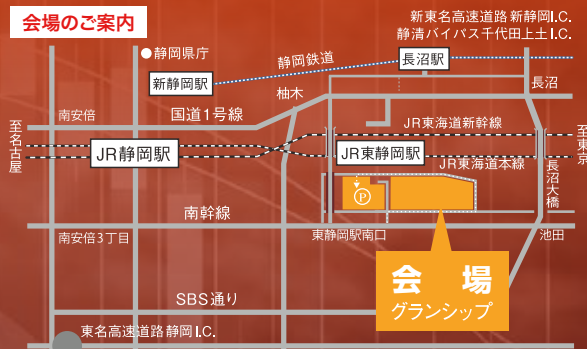 会場のご案内
新東名高速道路 新静岡I.C.
静清バイパス千代田上土I.C.
静岡県庁
静岡鉄道
長沼駅
新静岡駅
柚木
長沼
南安倍
国道1号線
至名古屋
JR東海道新幹線
至東京
JR静岡駅
JR東静岡駅
JR東海道本線
長沼大橋
P
南幹線
南安倍3丁目
東静岡駅南口
池田
会場
グランシップ
SBS通り
東名高速道路 静岡I.C.